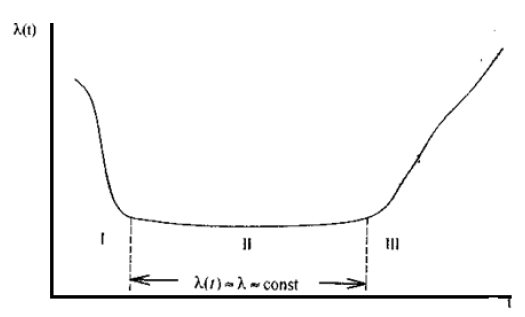 λ(t)
I
II
III
λ(t) ≈ λ ≈ const
t